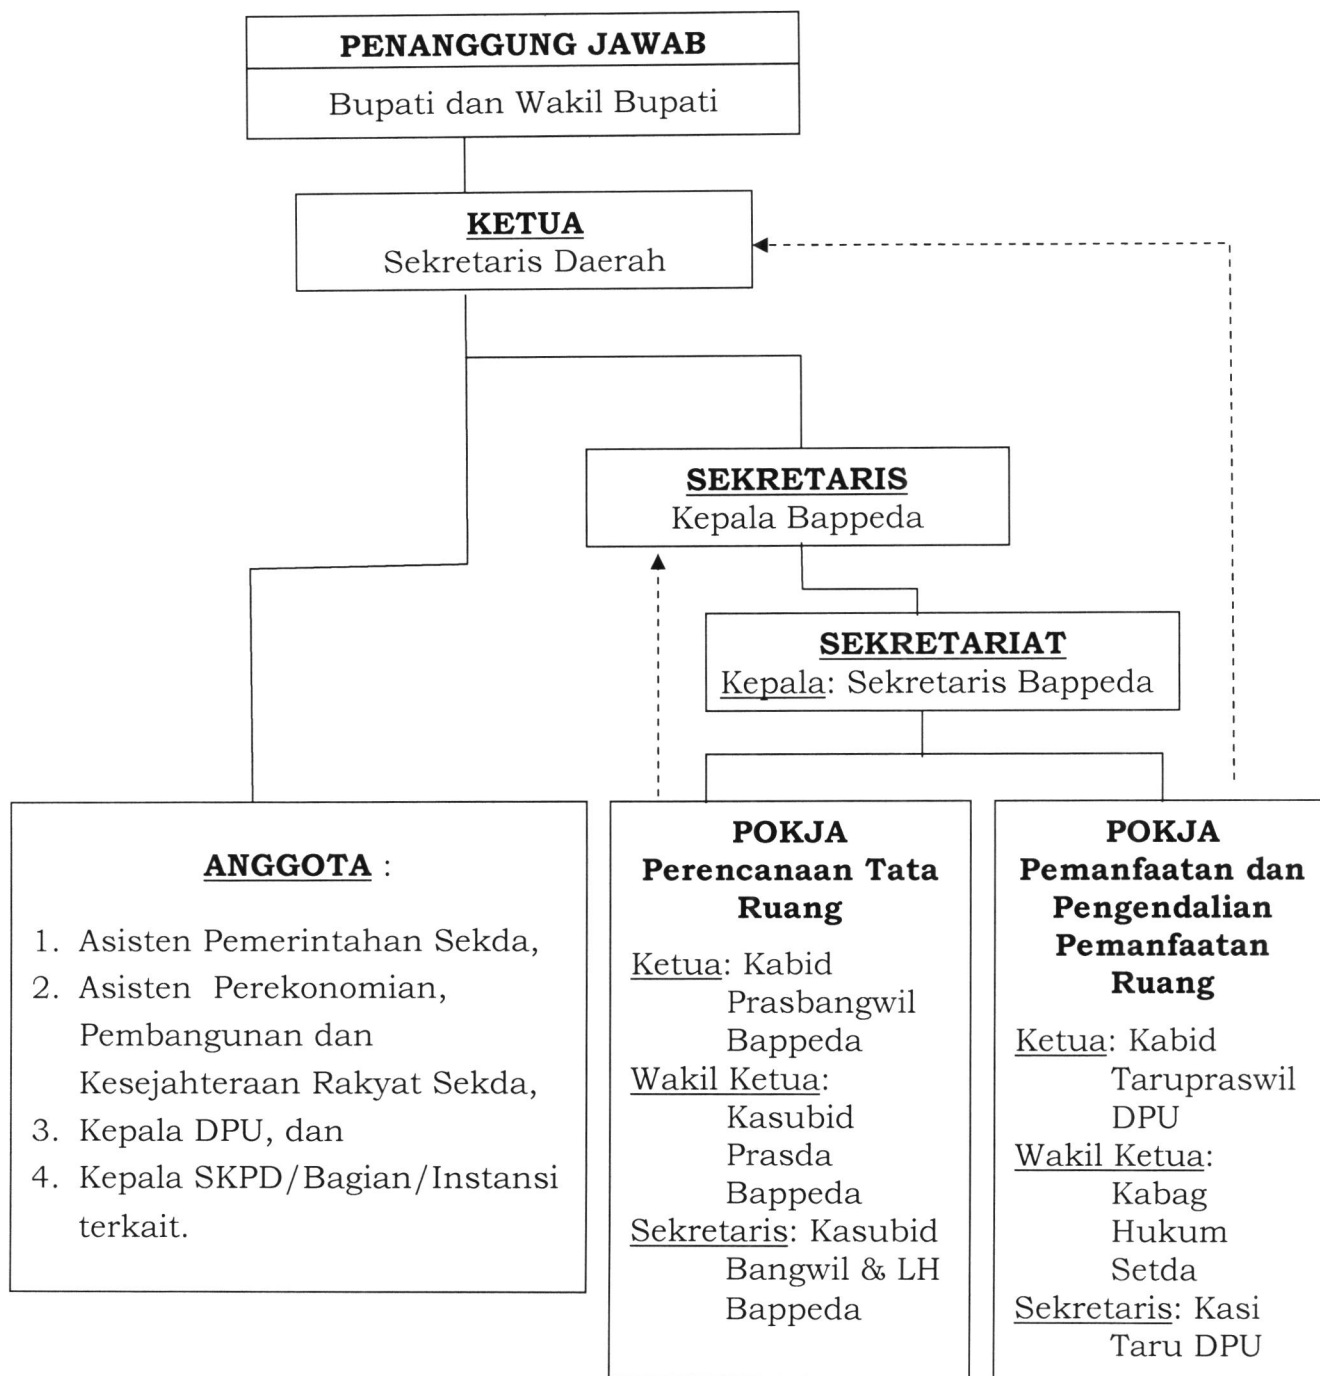 PENANGGUNG JAWAB
Bupati dan Wakil Bupati
KETUA
Sekretaris Daerah
SEKRETARIS
Kepala Bappeda
SEKRETARIAT
Kepala: Sekretaris Bappeda
ANGGOTA :
1. Asisten Pemerintahan Sekda,
2. Asisten Perekonomian,
Pembangunan dan
Kesejahteraan Rakyat Sekda,
3. Kepala DPU, dan
4. Kepala SKPD/Bagian/Instansi
terkait.
POKJA
Perencanaan Tata
Ruang
Ketua: Kabid
Prasbangwil
Bappeda
Wakil Ketua:
Kasubid
Prasda
Bappeda
Sekretaris: Kasubid
Bangwil & LH
Bappeda
POKJA
Pemanfaatan dan
Pengendalian
Pemanfaatan
Ruang
Ketua: Kabid
Tarupraswil
DPU
Wakil Ketua:
Kabag
Hukum
Setda
Sekretaris: Kasi
Taru DPU